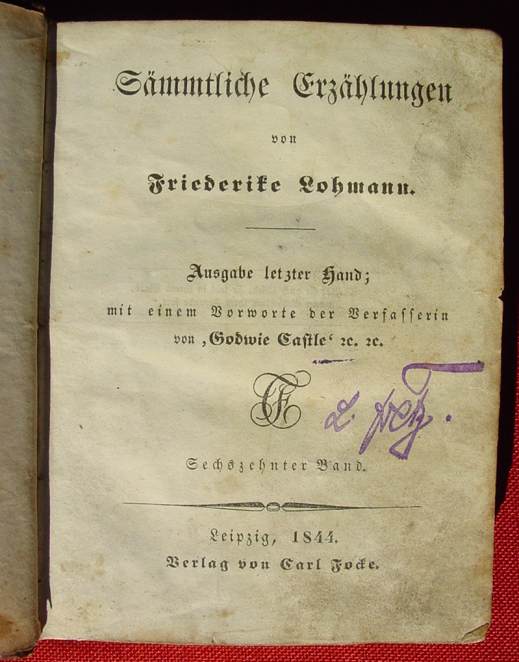 Sämmtliche Erzählungen
von
Friederike Lohmann.
Ausgabe letzter Hand;
mit einem Vorworte der Verfasserin
von ‚Godwie Castle‘ ꝛc. ꝛc.
Sechszehnter Band.
Leipzig, 1844.
Verlag von Carl Focke.